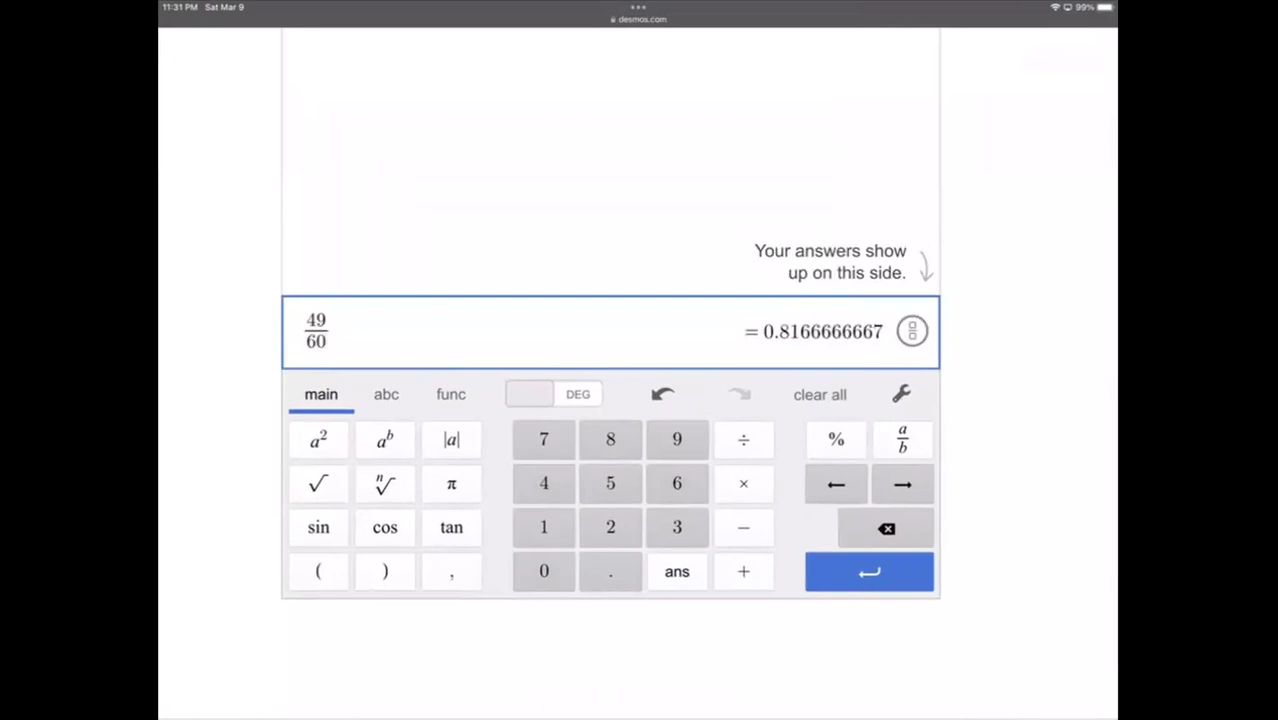 11:31 PM Sat Mar 9
99%
desmos.com
Your answers show
up on this side.
49
60
= 0.8166666667
main abc func DEG clear all
a² aᵇ |a| 7 8 9 ÷ % a/b
√ ⁿ√ π 4 5 6 × ← →
sin cos tan 1 2 3 −
( ) , 0 . ans +